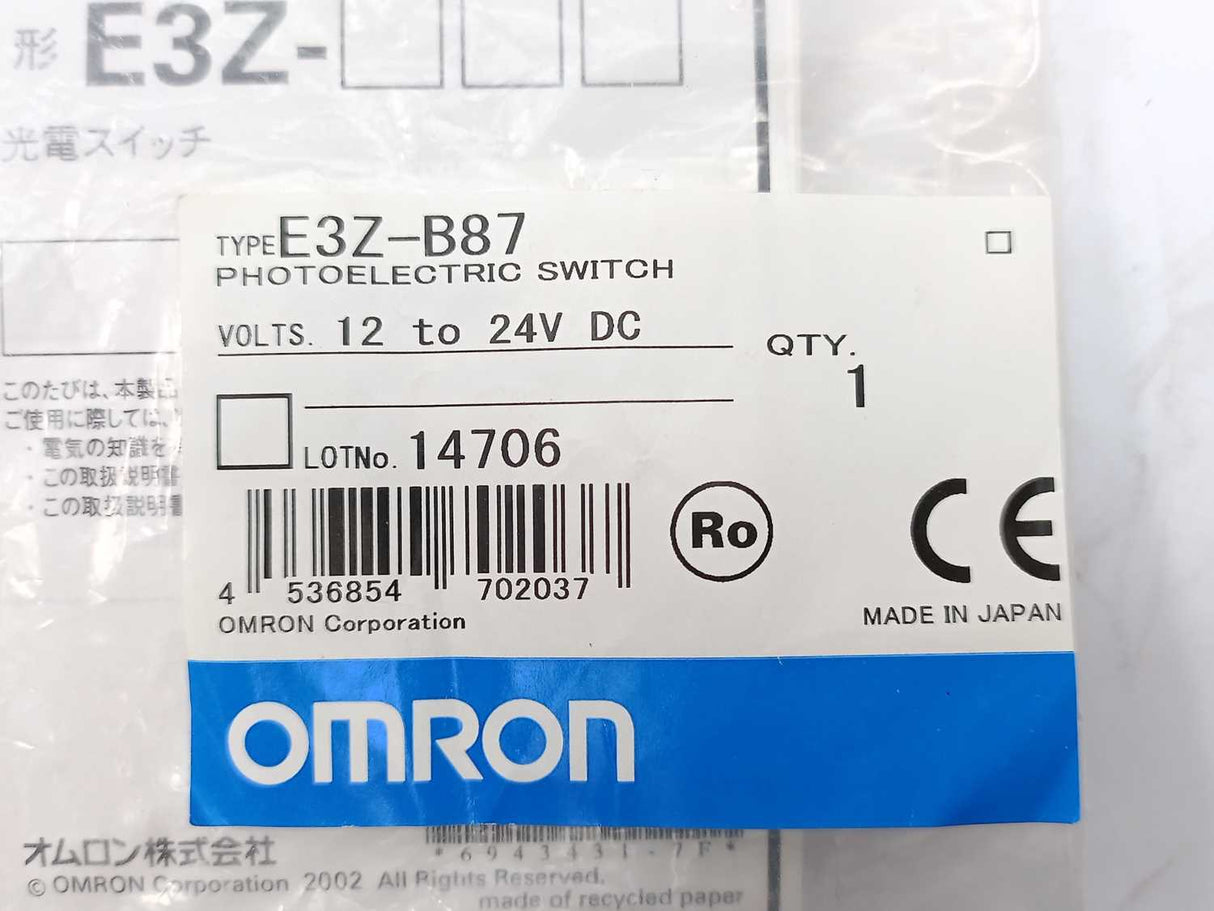 形 E3Z-□□□
光電スイッチ
TYPE E3Z-B87
PHOTOELECTRIC SWITCH
VOLTS. 12 to 24V DC
QTY.
1
このたびは、本製品
ご使用に際しては、
・電気の知識を
・この取扱説明書
・この取扱説明書
LOTNo. 14706
4 536854 702037
Ro
CE
OMRON Corporation
MADE IN JAPAN
OMRON
オムロン株式会社
*6943431-7F*
© OMRON Corporation 2002 All Rights Reserved.
made of recycled paper